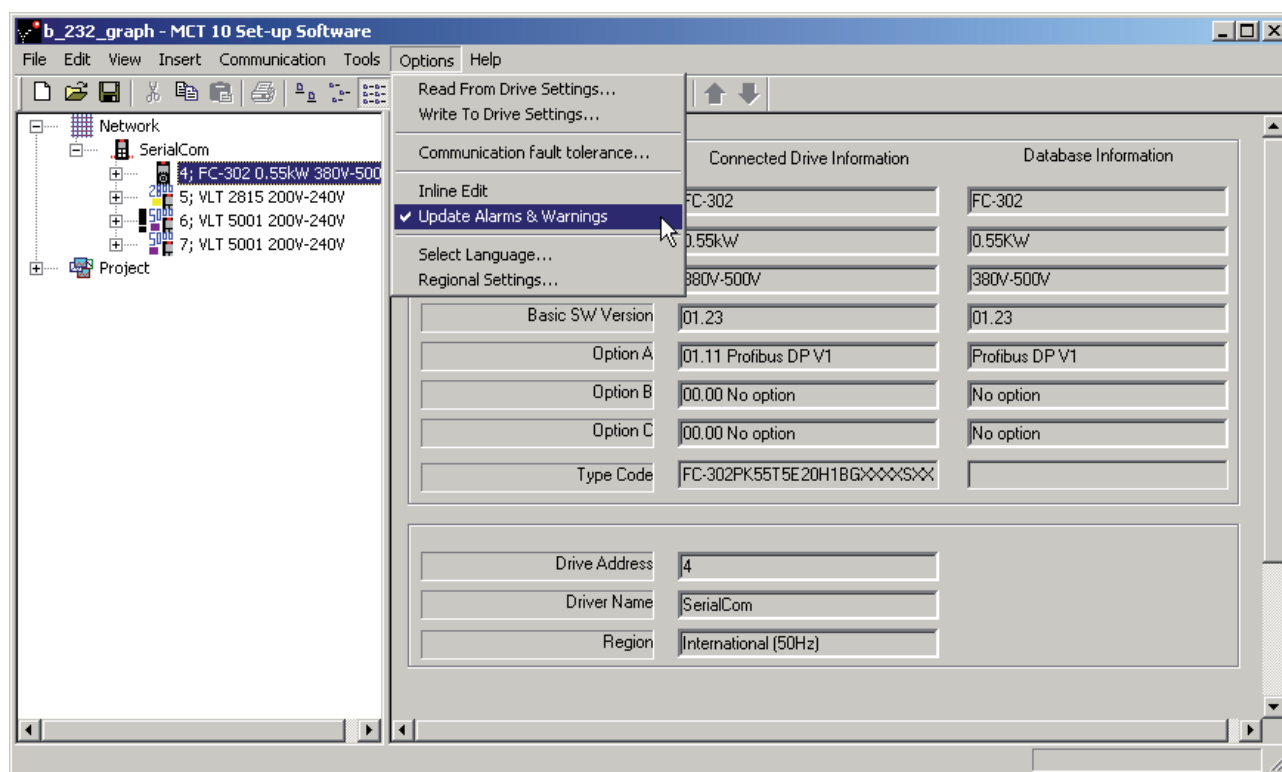 b_232_graph - MCT 10 Set-up Software
File Edit View Insert Communication Tools Options Help
Read From Drive Settings...
Write To Drive Settings...
Communication fault tolerance...
Inline Edit
Update Alarms & Warnings
Select Language...
Regional Settings...
Network
SerialCom
4; FC-302 0.55kW 380V-500
5; VLT 2815 200V-240V
6; VLT 5001 200V-240V
7; VLT 5001 200V-240V
Project
Connected Drive Information Database Information
FC-302 FC-302
0.55kW 0.55KW
380V-500V 380V-500V
Basic SW Version 01.23 01.23
Option A 01.11 Profibus DP V1 Profibus DP V1
Option B 00.00 No option No option
Option C 00.00 No option No option
Type Code FC-302PK55T5E20H1BGXXXXSXX
Drive Address 4
Driver Name SerialCom
Region International (50Hz)